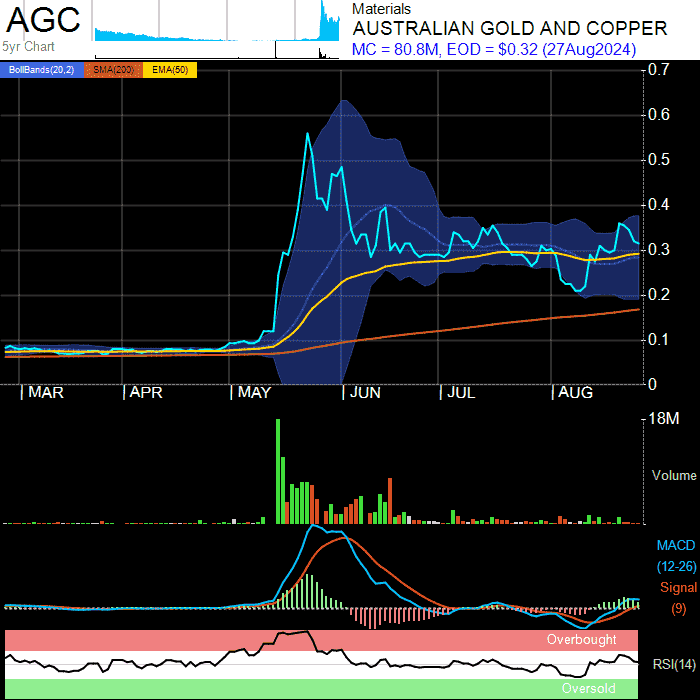 AGC
5yr Chart
Materials
AUSTRALIAN GOLD AND COPPER
MC = 80.8M, EOD = $0.32 (27Aug2024)
BollBands(20,2) SMA(200) EMA(50)
0.7
0.6
0.5
0.4
0.3
0.2
0.1
0
MAR APR MAY JUN JUL AUG
18M
Volume
MACD
(12-26)
Signal
(9)
Overbought
RSI(14)
Oversold